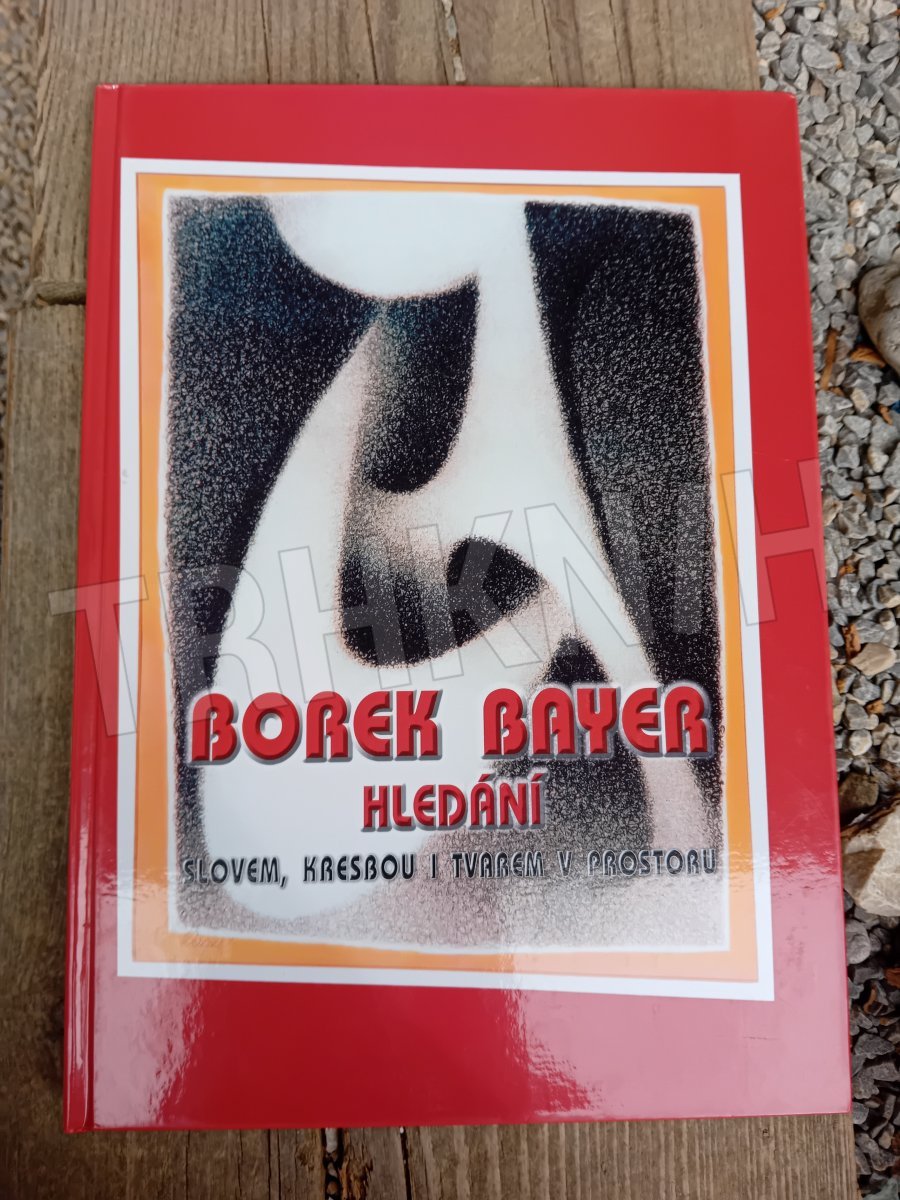 TRHKNIH
BOREK BAYER
HLEDÁNÍ
SLOVEM, KRESBOU I TVAREM V PROSTORU